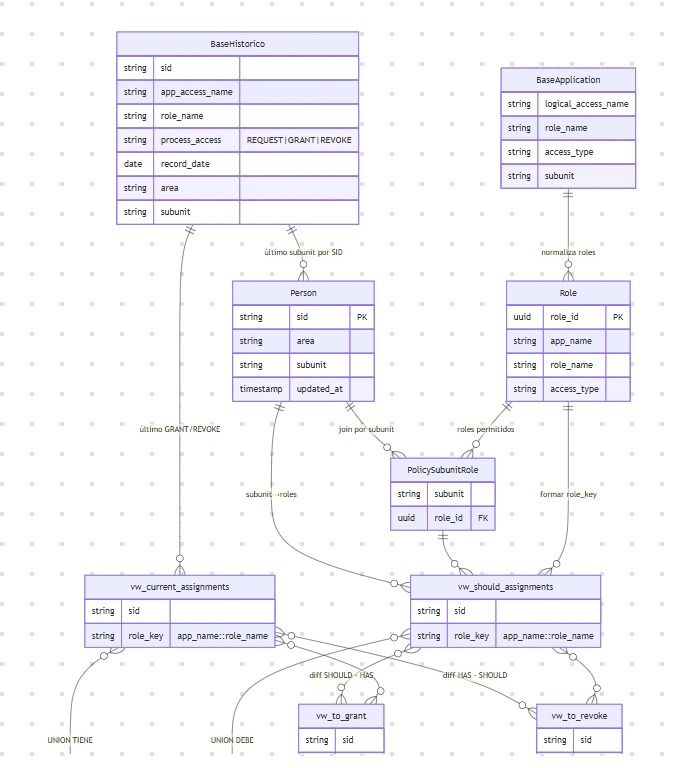 BaseHistorico
string sid
string app_access_name
string role_name
string process_access REQUEST|GRANT|REVOKE
date record_date
string area
string subunit
BaseApplication
string logical_access_name
string role_name
string access_type
string subunit
último subunit por SID
normaliza roles
Person
string sid PK
string area
string subunit
timestamp updated_at
Role
uuid role_id PK
string app_name
string role_name
string access_type
último GRANT/REVOKE
join por subunit
roles permitidos
PolicySubunitRole
string subunit
uuid role_id FK
subunit→roles
formar role_key
vw_current_assignments
string sid
string role_key app_name::role_name
vw_should_assignments
string sid
string role_key app_name::role_name
diff SHOULD - HAS
diff HAS - SHOULD
vw_to_grant
string sid
vw_to_revoke
string sid
UNION TIENE
UNION DEBE